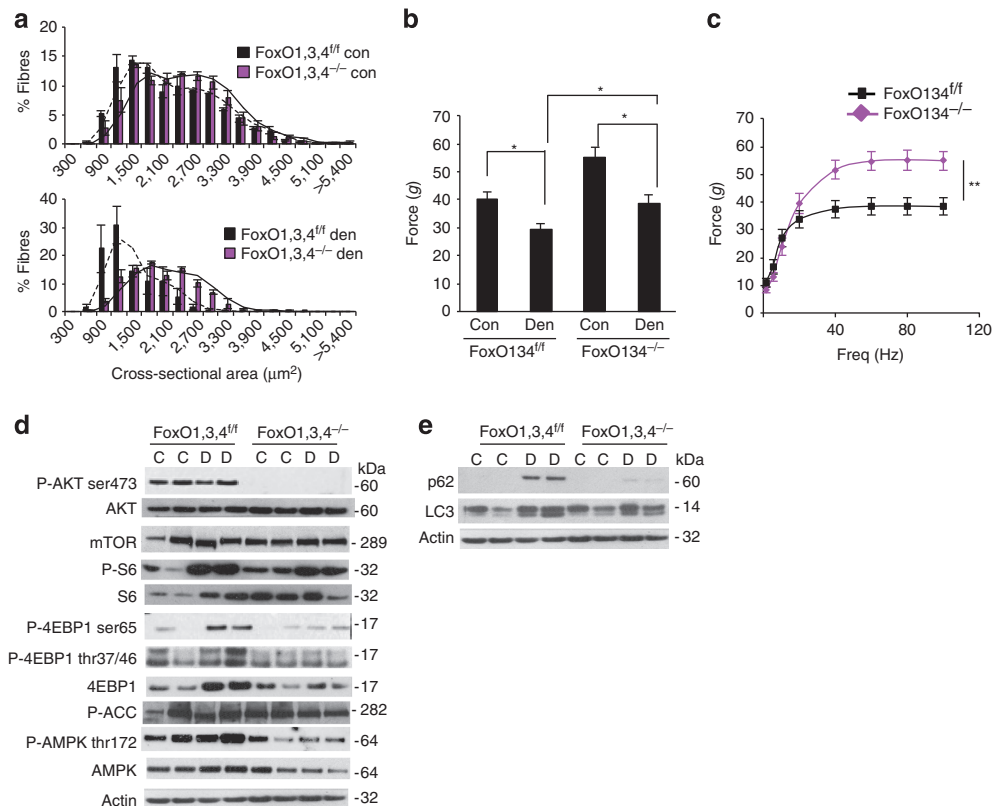 a
% Fibres
20
15
10
5
0
FoxO1,3,4f/f con
FoxO1,3,4−/− con
300
900
1,500
2,100
2,700
3,300
3,900
4,500
>5,400
% Fibres
40
30
20
10
0
FoxO1,3,4f/f den
FoxO1,3,4−/− den
300
900
1,500
2,100
2,700
3,300
3,900
4,500
>5,400
Cross-sectional area (μm2)
b
Force (g)
70
60
50
40
30
20
10
0
*
*
*
Con Den Con Den
FoxO134f/f FoxO134−/−
c
FoxO134f/f
FoxO134−/−
Force (g)
70
60
50
40
30
20
10
0
**
40 80 120
Freq (Hz)
d
FoxO1,3,4f/f FoxO1,3,4−/−
C C D D C C D D
kDa
P-AKT ser473 -60
AKT -60
mTOR -289
P-S6 -32
S6 -32
P-4EBP1 ser65 -17
P-4EBP1 thr37/46 -17
4EBP1 -17
P-ACC -282
P-AMPK thr172 -64
AMPK -64
Actin -32
e
FoxO1,3,4f/f FoxO1,3,4−/−
C C D D C C D D
kDa
p62 -60
LC3 -14
Actin -32